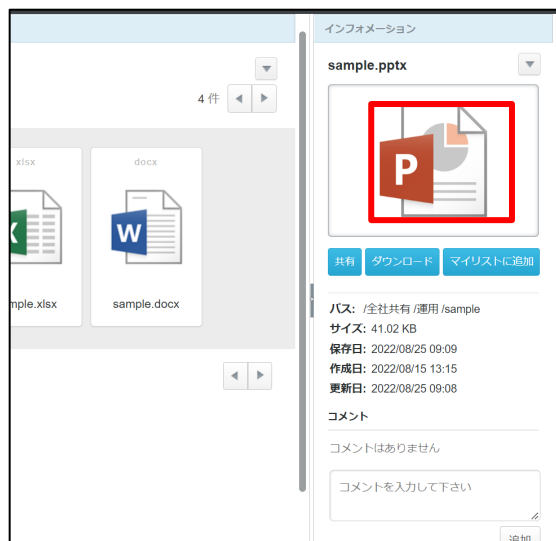 インフォメーション
sample.pptx
4 件
xlsx
docx
P
W
mple.xlsx
sample.docx
共有
ダウンロード
マイリストに追加
パス: /全社共有 /運用 /sample
サイズ: 41.02 KB
保存日: 2022/08/25 09:09
作成日: 2022/08/15 13:15
更新日: 2022/08/25 09:08
コメント
コメントはありません
コメントを入力して下さい
追加